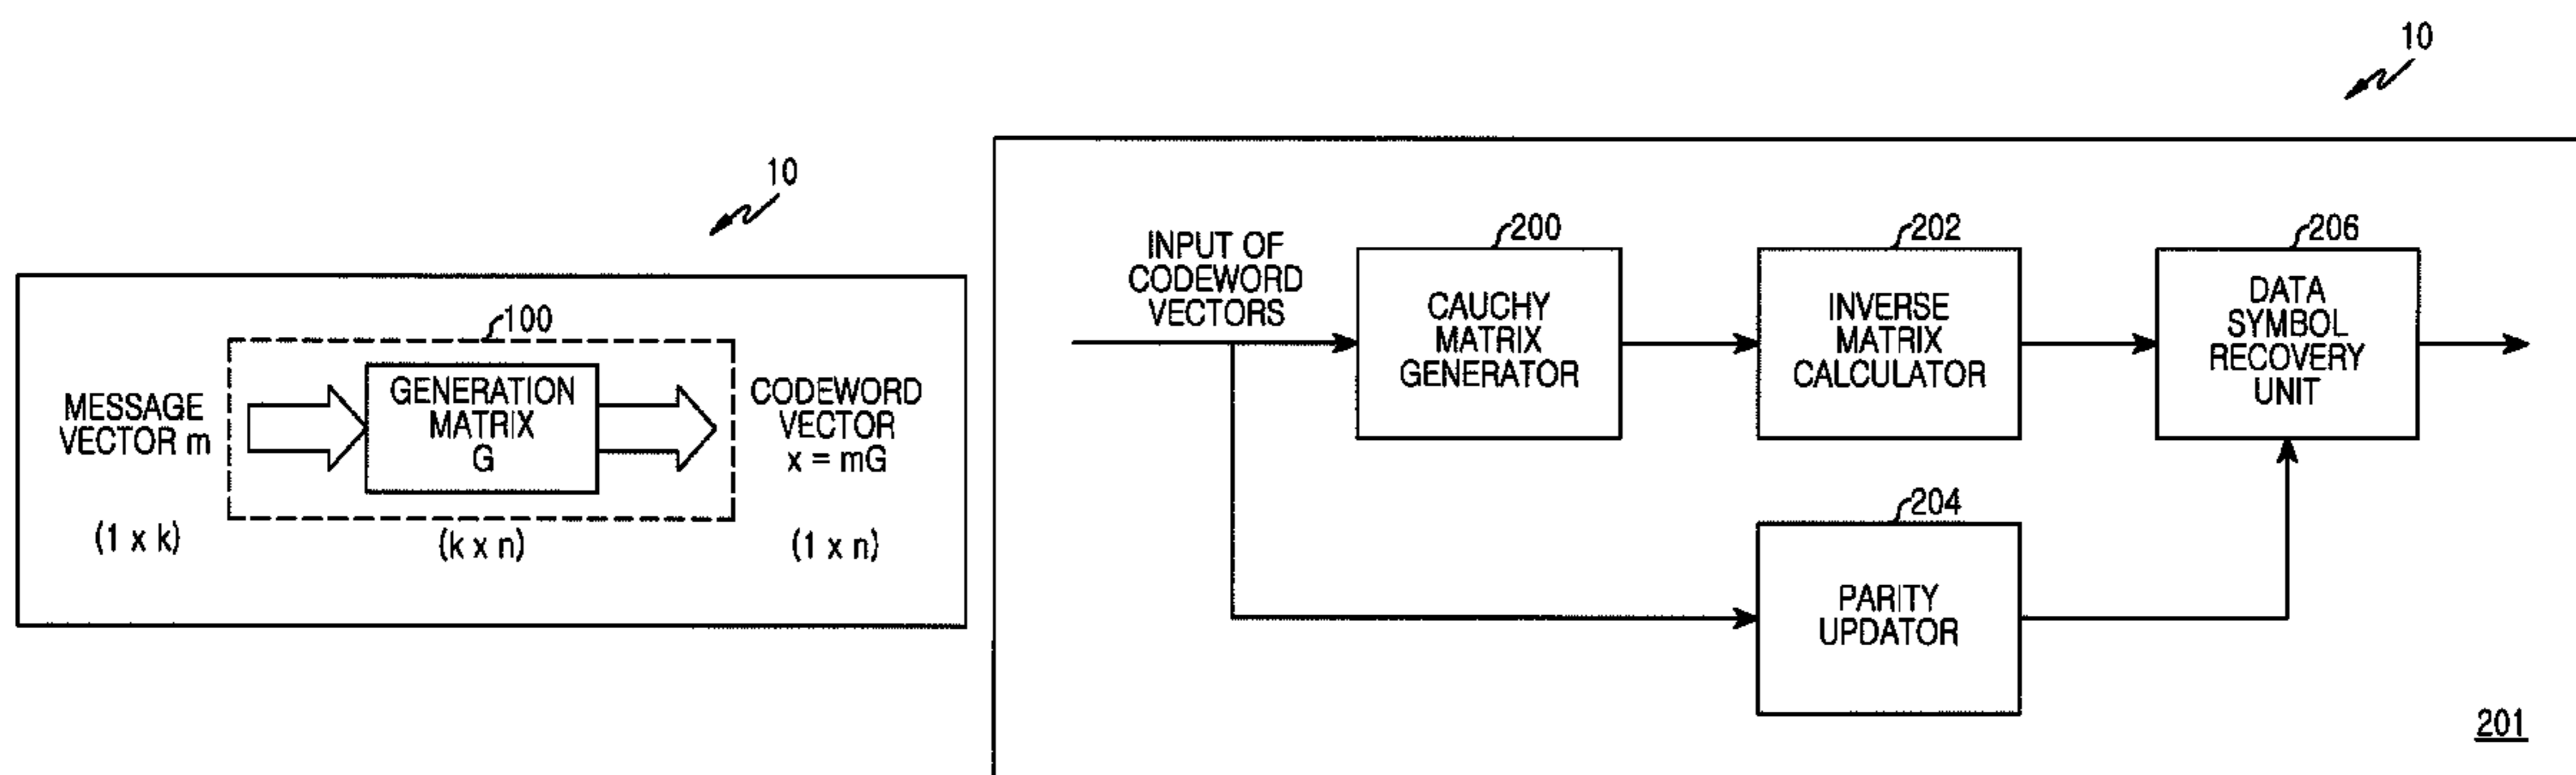 10
100
MESSAGE
VECTOR m
GENERATION
MATRIX
G
CODEWORD
VECTOR
x = mG
(1 x k)
(k x n)
(1 x n)
10
INPUT OF
CODEWORD
VECTORS
200
CAUCHY
MATRIX
GENERATOR
202
INVERSE
MATRIX
CALCULATOR
206
DATA
SYMBOL
RECOVERY
UNIT
204
PARITY
UPDATOR
201